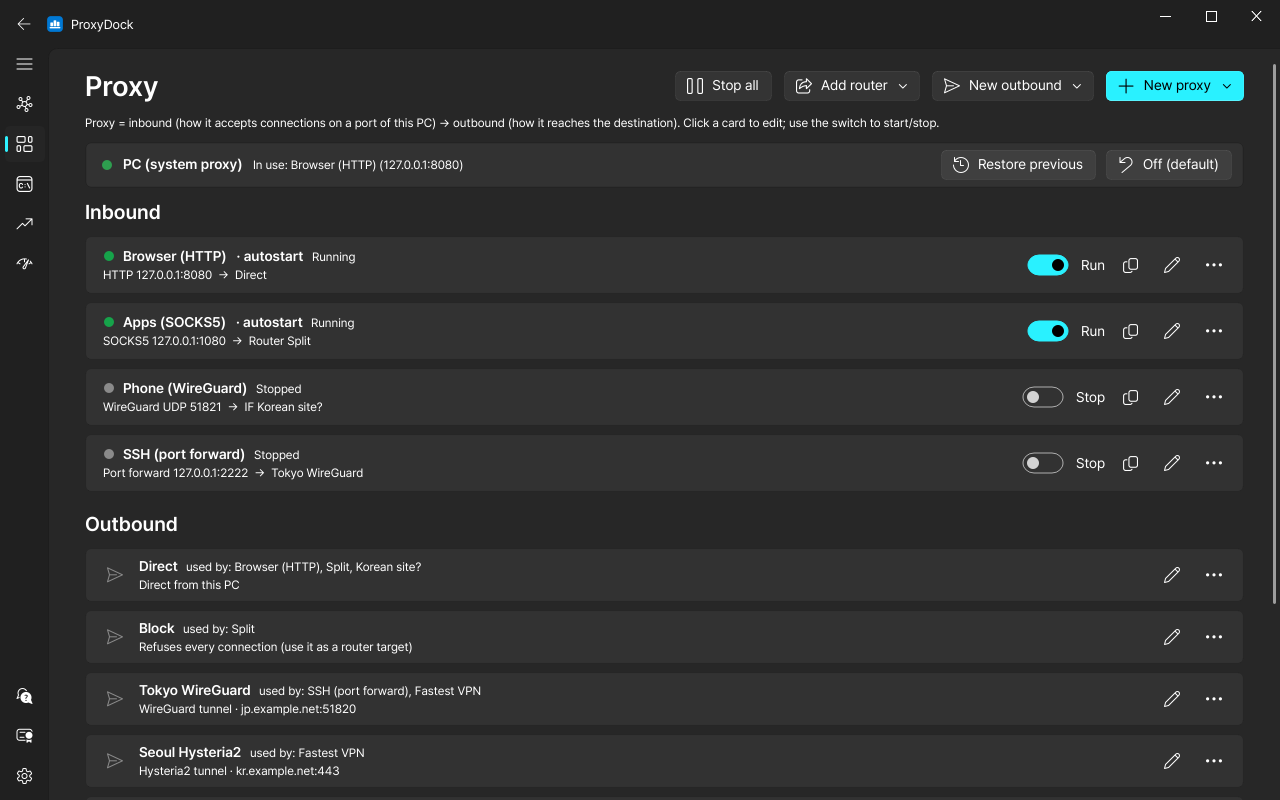 ProxyDock
Proxy
Stop all
Add router
New outbound
New proxy
Proxy = inbound (how it accepts connections on a port of this PC) → outbound (how it reaches the destination). Click a card to edit; use the switch to start/stop.
PC (system proxy) In use: Browser (HTTP) (127.0.0.1:8080)
Restore previous
Off (default)
Inbound
Browser (HTTP) · autostart Running
HTTP 127.0.0.1:8080 → Direct
Run
Apps (SOCKS5) · autostart Running
SOCKS5 127.0.0.1:1080 → Router Split
Run
Phone (WireGuard) Stopped
WireGuard UDP 51821 → IF Korean site?
Stop
SSH (port forward) Stopped
Port forward 127.0.0.1:2222 → Tokyo WireGuard
Stop
Outbound
Direct used by: Browser (HTTP), Split, Korean site?
Direct from this PC
Block used by: Split
Refuses every connection (use it as a router target)
Tokyo WireGuard used by: SSH (port forward), Fastest VPN
WireGuard tunnel · jp.example.net:51820
Seoul Hysteria2 used by: Fastest VPN
Hysteria2 tunnel · kr.example.net:443